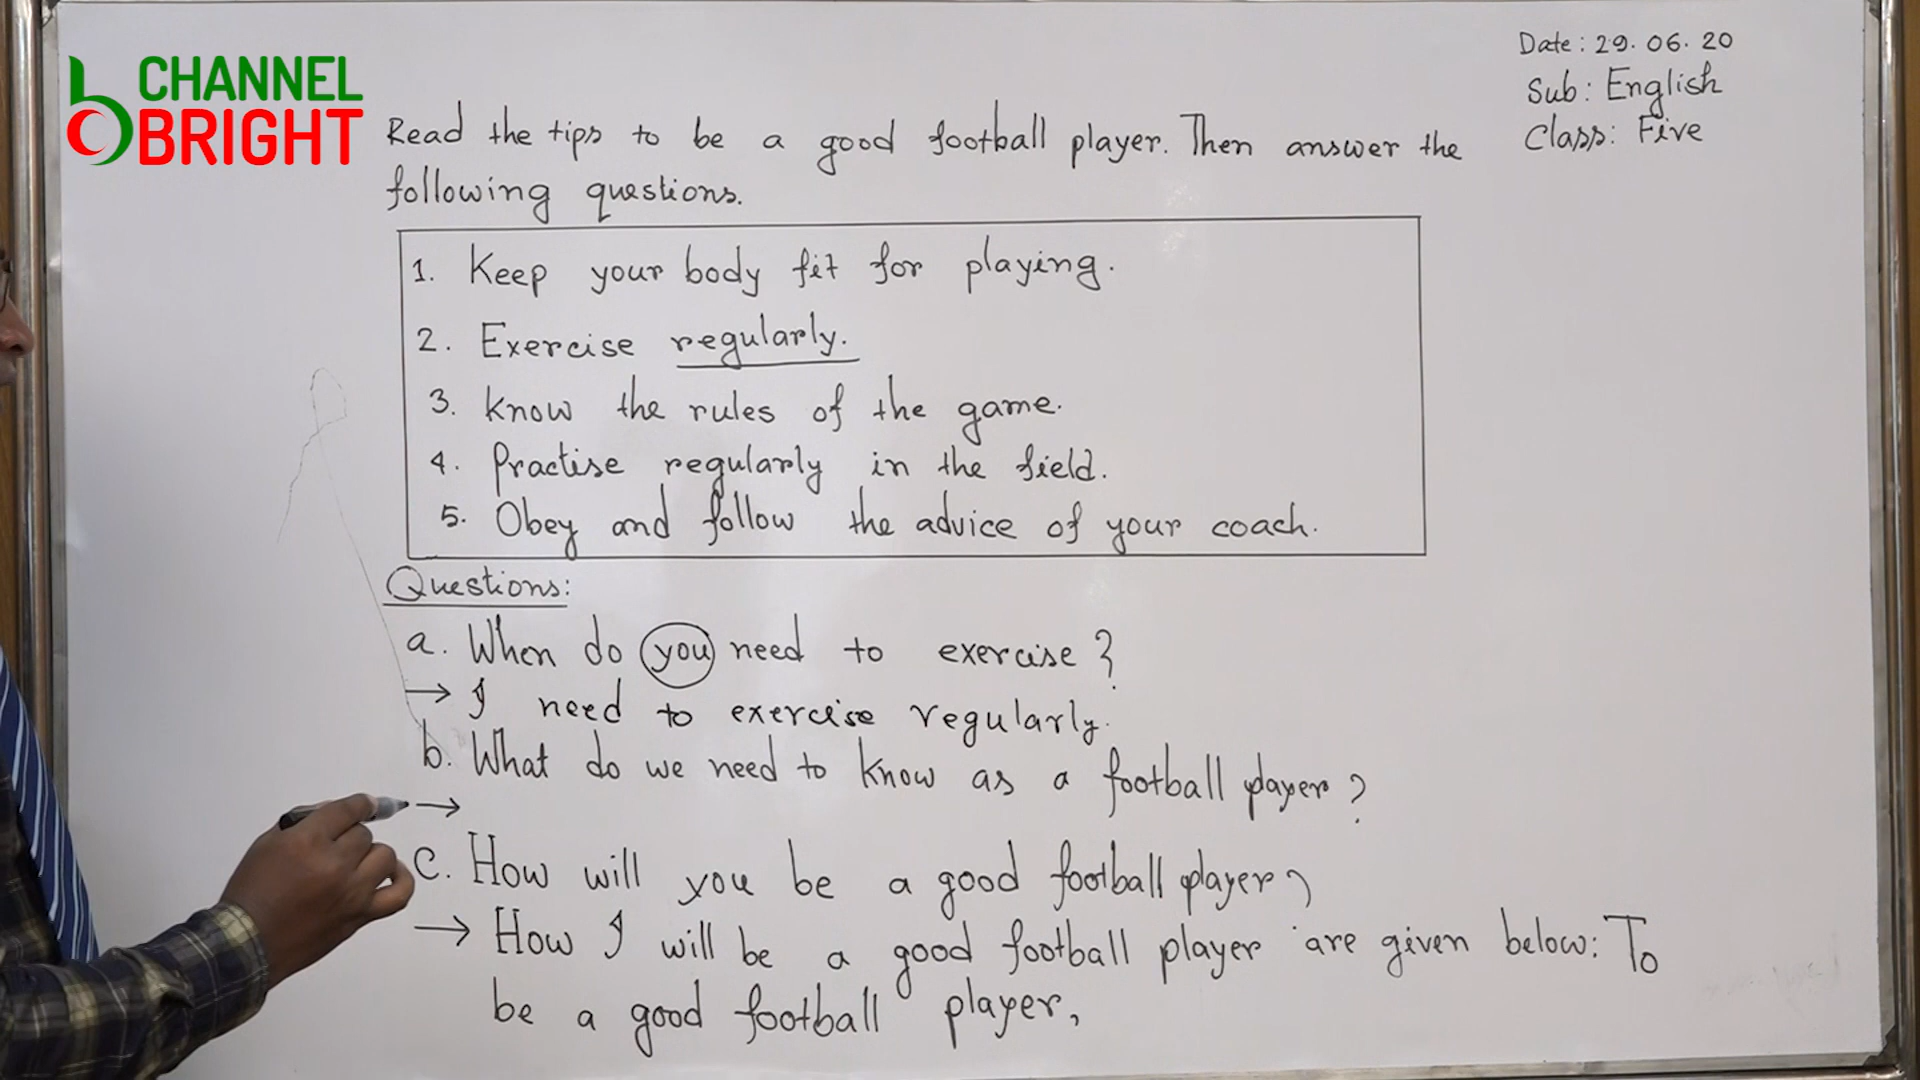 CHANNEL
BRIGHT
Date: 29.06.20
Sub: English
Class: Five
Read the tips to be a good football player. Then answer the
following questions.
1. Keep your body fit for playing.
2. Exercise regularly.
3. Know the rules of the game.
4. Practise regularly in the field.
5. Obey and follow the advice of your coach.
Questions:
a. When do you need to exercise?
→ I need to exercise regularly.
b. What do we need to know as a football player?
→
c. How will you be a good football player?
→ How I will be a good football player are given below: To
be a good football player,